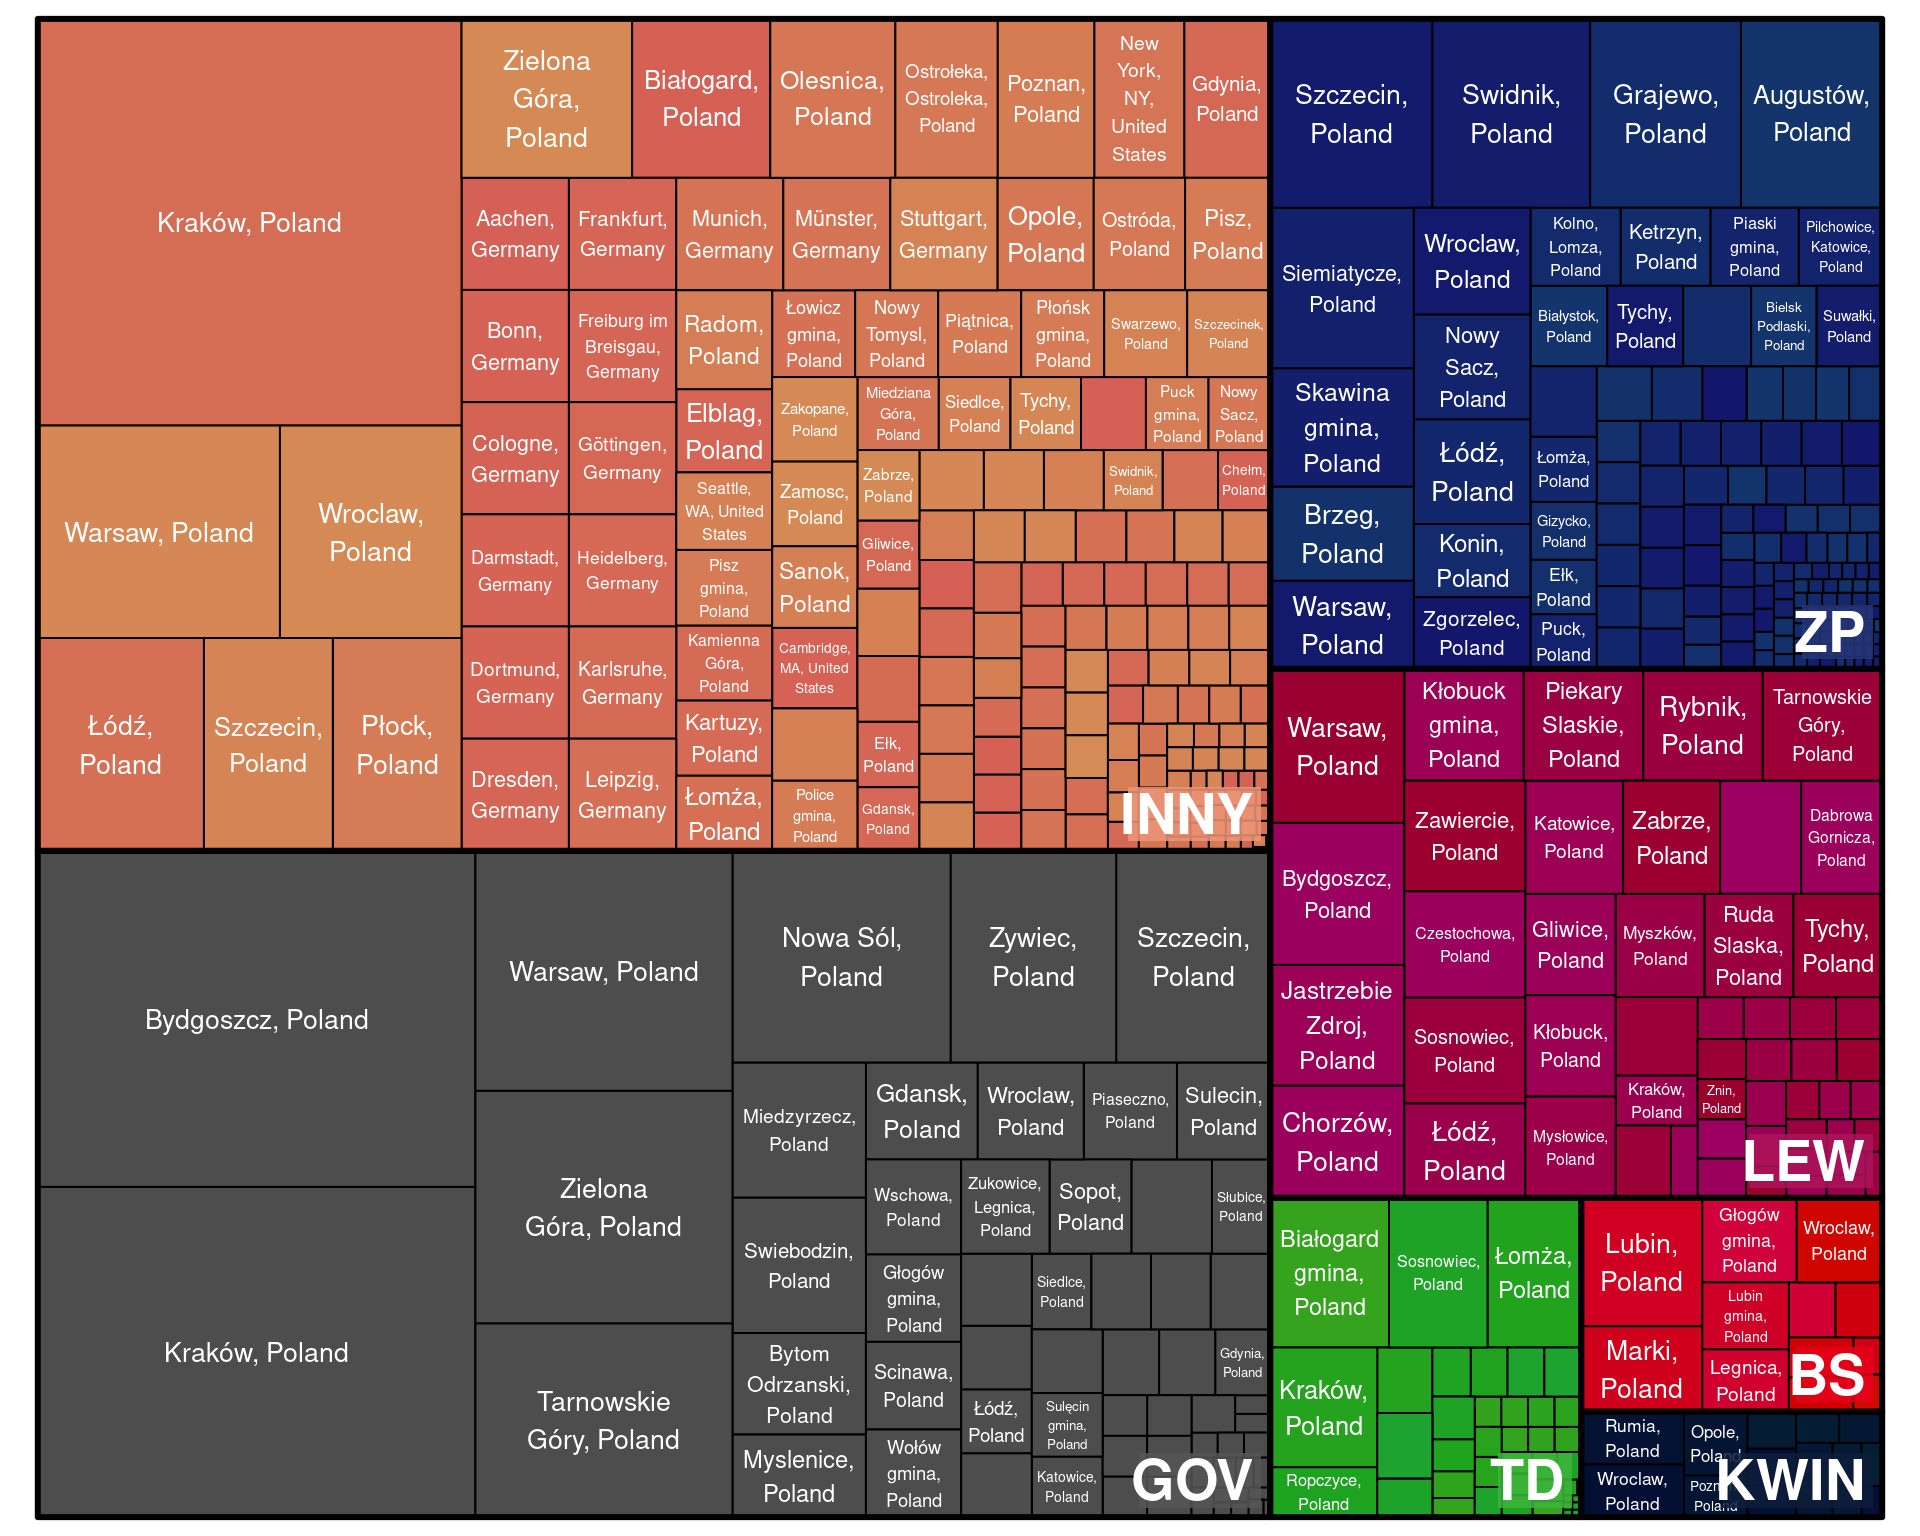 Kraków, Poland
Warsaw, Poland
Wroclaw,
Poland
Łódź,
Poland
Szczecin,
Poland
Płock,
Poland
Zielona
Góra,
Poland
Białogard,
Poland
Olesnica,
Poland
Ostrołeka,
Ostroleka,
Poland
Poznan,
Poland
New
York,
NY,
United
States
Gdynia,
Poland
Aachen,
Germany
Frankfurt,
Germany
Munich,
Germany
Münster,
Germany
Stuttgart,
Germany
Opole,
Poland
Ostróda,
Poland
Pisz,
Poland
Bonn,
Germany
Freiburg im
Breisgau,
Germany
Cologne,
Germany
Göttingen,
Germany
Darmstadt,
Germany
Heidelberg,
Germany
Dortmund,
Germany
Karlsruhe,
Germany
Dresden,
Germany
Leipzig,
Germany
Radom,
Poland
Elblag,
Poland
Seattle,
WA, United
States
Pisz
gmina,
Poland
Kamienna
Góra,
Poland
Kartuzy,
Poland
Łomża,
Poland
Łowicz
gmina,
Poland
Nowy
Tomysl,
Poland
Piątnica,
Poland
Płońsk
gmina,
Poland
Swarzewo,
Poland
Szczecinek,
Poland
Zakopane,
Poland
Zamosc,
Poland
Sanok,
Poland
Cambridge,
MA, United
States
Police
gmina,
Poland
Miedziana
Góra,
Poland
Siedlce,
Poland
Tychy,
Poland
Puck
gmina,
Poland
Nowy
Sacz,
Poland
Zabrze,
Poland
Swidnik,
Poland
Chełm,
Poland
Gliwice,
Poland
Ełk,
Poland
Gdansk,
Poland
INNY
Bydgoszcz, Poland
Kraków, Poland
Warsaw, Poland
Zielona
Góra, Poland
Tarnowskie
Góry, Poland
Nowa Sól,
Poland
Zywiec,
Poland
Szczecin,
Poland
Miedzyrzecz,
Poland
Swiebodzin,
Poland
Bytom
Odrzanski,
Poland
Myslenice,
Poland
Gdansk,
Poland
Wroclaw,
Poland
Piaseczno,
Poland
Sulecin,
Poland
Wschowa,
Poland
Głogów
gmina,
Poland
Scinawa,
Poland
Wołów
gmina,
Poland
Zukowice,
Legnica,
Poland
Sopot,
Poland
Słubice,
Poland
Siedlce,
Poland
Gdynia,
Poland
Łódź,
Poland
Sulęcin
gmina,
Poland
Katowice,
Poland
GOV
Szczecin,
Poland
Swidnik,
Poland
Grajewo,
Poland
Augustów,
Poland
Siemiatycze,
Poland
Skawina
gmina,
Poland
Brzeg,
Poland
Warsaw,
Poland
Wroclaw,
Poland
Nowy
Sacz,
Poland
Łódź,
Poland
Konin,
Poland
Zgorzelec,
Poland
Kolno,
Lomza,
Poland
Ketrzyn,
Poland
Piaski
gmina,
Poland
Pilchowice,
Katowice,
Poland
Białystok,
Poland
Tychy,
Poland
Bielsk
Podlaski,
Poland
Suwałki,
Poland
Łomża,
Poland
Gizycko,
Poland
Ełk,
Poland
Puck,
Poland
ZP
Warsaw,
Poland
Bydgoszcz,
Poland
Jastrzebie
Zdroj,
Poland
Chorzów,
Poland
Kłobuck
gmina,
Poland
Piekary
Slaskie,
Poland
Rybnik,
Poland
Tarnowskie
Góry,
Poland
Zawiercie,
Poland
Katowice,
Poland
Zabrze,
Poland
Dabrowa
Gornicza,
Poland
Czestochowa,
Poland
Sosnowiec,
Poland
Łódź,
Poland
Gliwice,
Poland
Myszków,
Poland
Ruda
Slaska,
Poland
Tychy,
Poland
Kłobuck,
Poland
Mysłowice,
Poland
Kraków,
Poland
Znin,
Poland
LEW
Białogard
gmina,
Poland
Sosnowiec,
Poland
Łomża,
Poland
Kraków,
Poland
Ropczyce,
Poland
TD
Lubin,
Poland
Marki,
Poland
Głogów
gmina,
Poland
Wroclaw,
Poland
Lubin
gmina,
Poland
Legnica,
Poland
BS
Rumia,
Poland
Wroclaw,
Poland
Opole,
Poland
Poland
KWIN